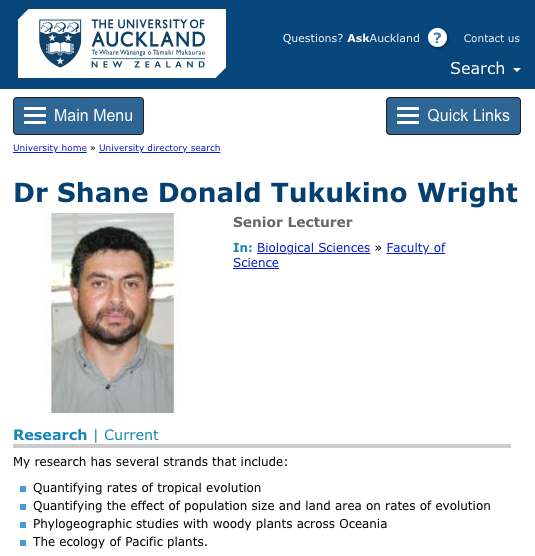 THE UNIVERSITY OF
AUCKLAND
Te Whare Wānanga o Tāmaki Makaurau
NEW ZEALAND
Questions? AskAuckland ? Contact us
Search
Main Menu Quick Links
University home » University directory search
Dr Shane Donald Tukukino Wright
Senior Lecturer
In: Biological Sciences » Faculty of
Science
Research | Current
My research has several strands that include:
Quantifying rates of tropical evolution
Quantifying the effect of population size and land area on rates of evolution
Phylogeographic studies with woody plants across Oceania
The ecology of Pacific plants.